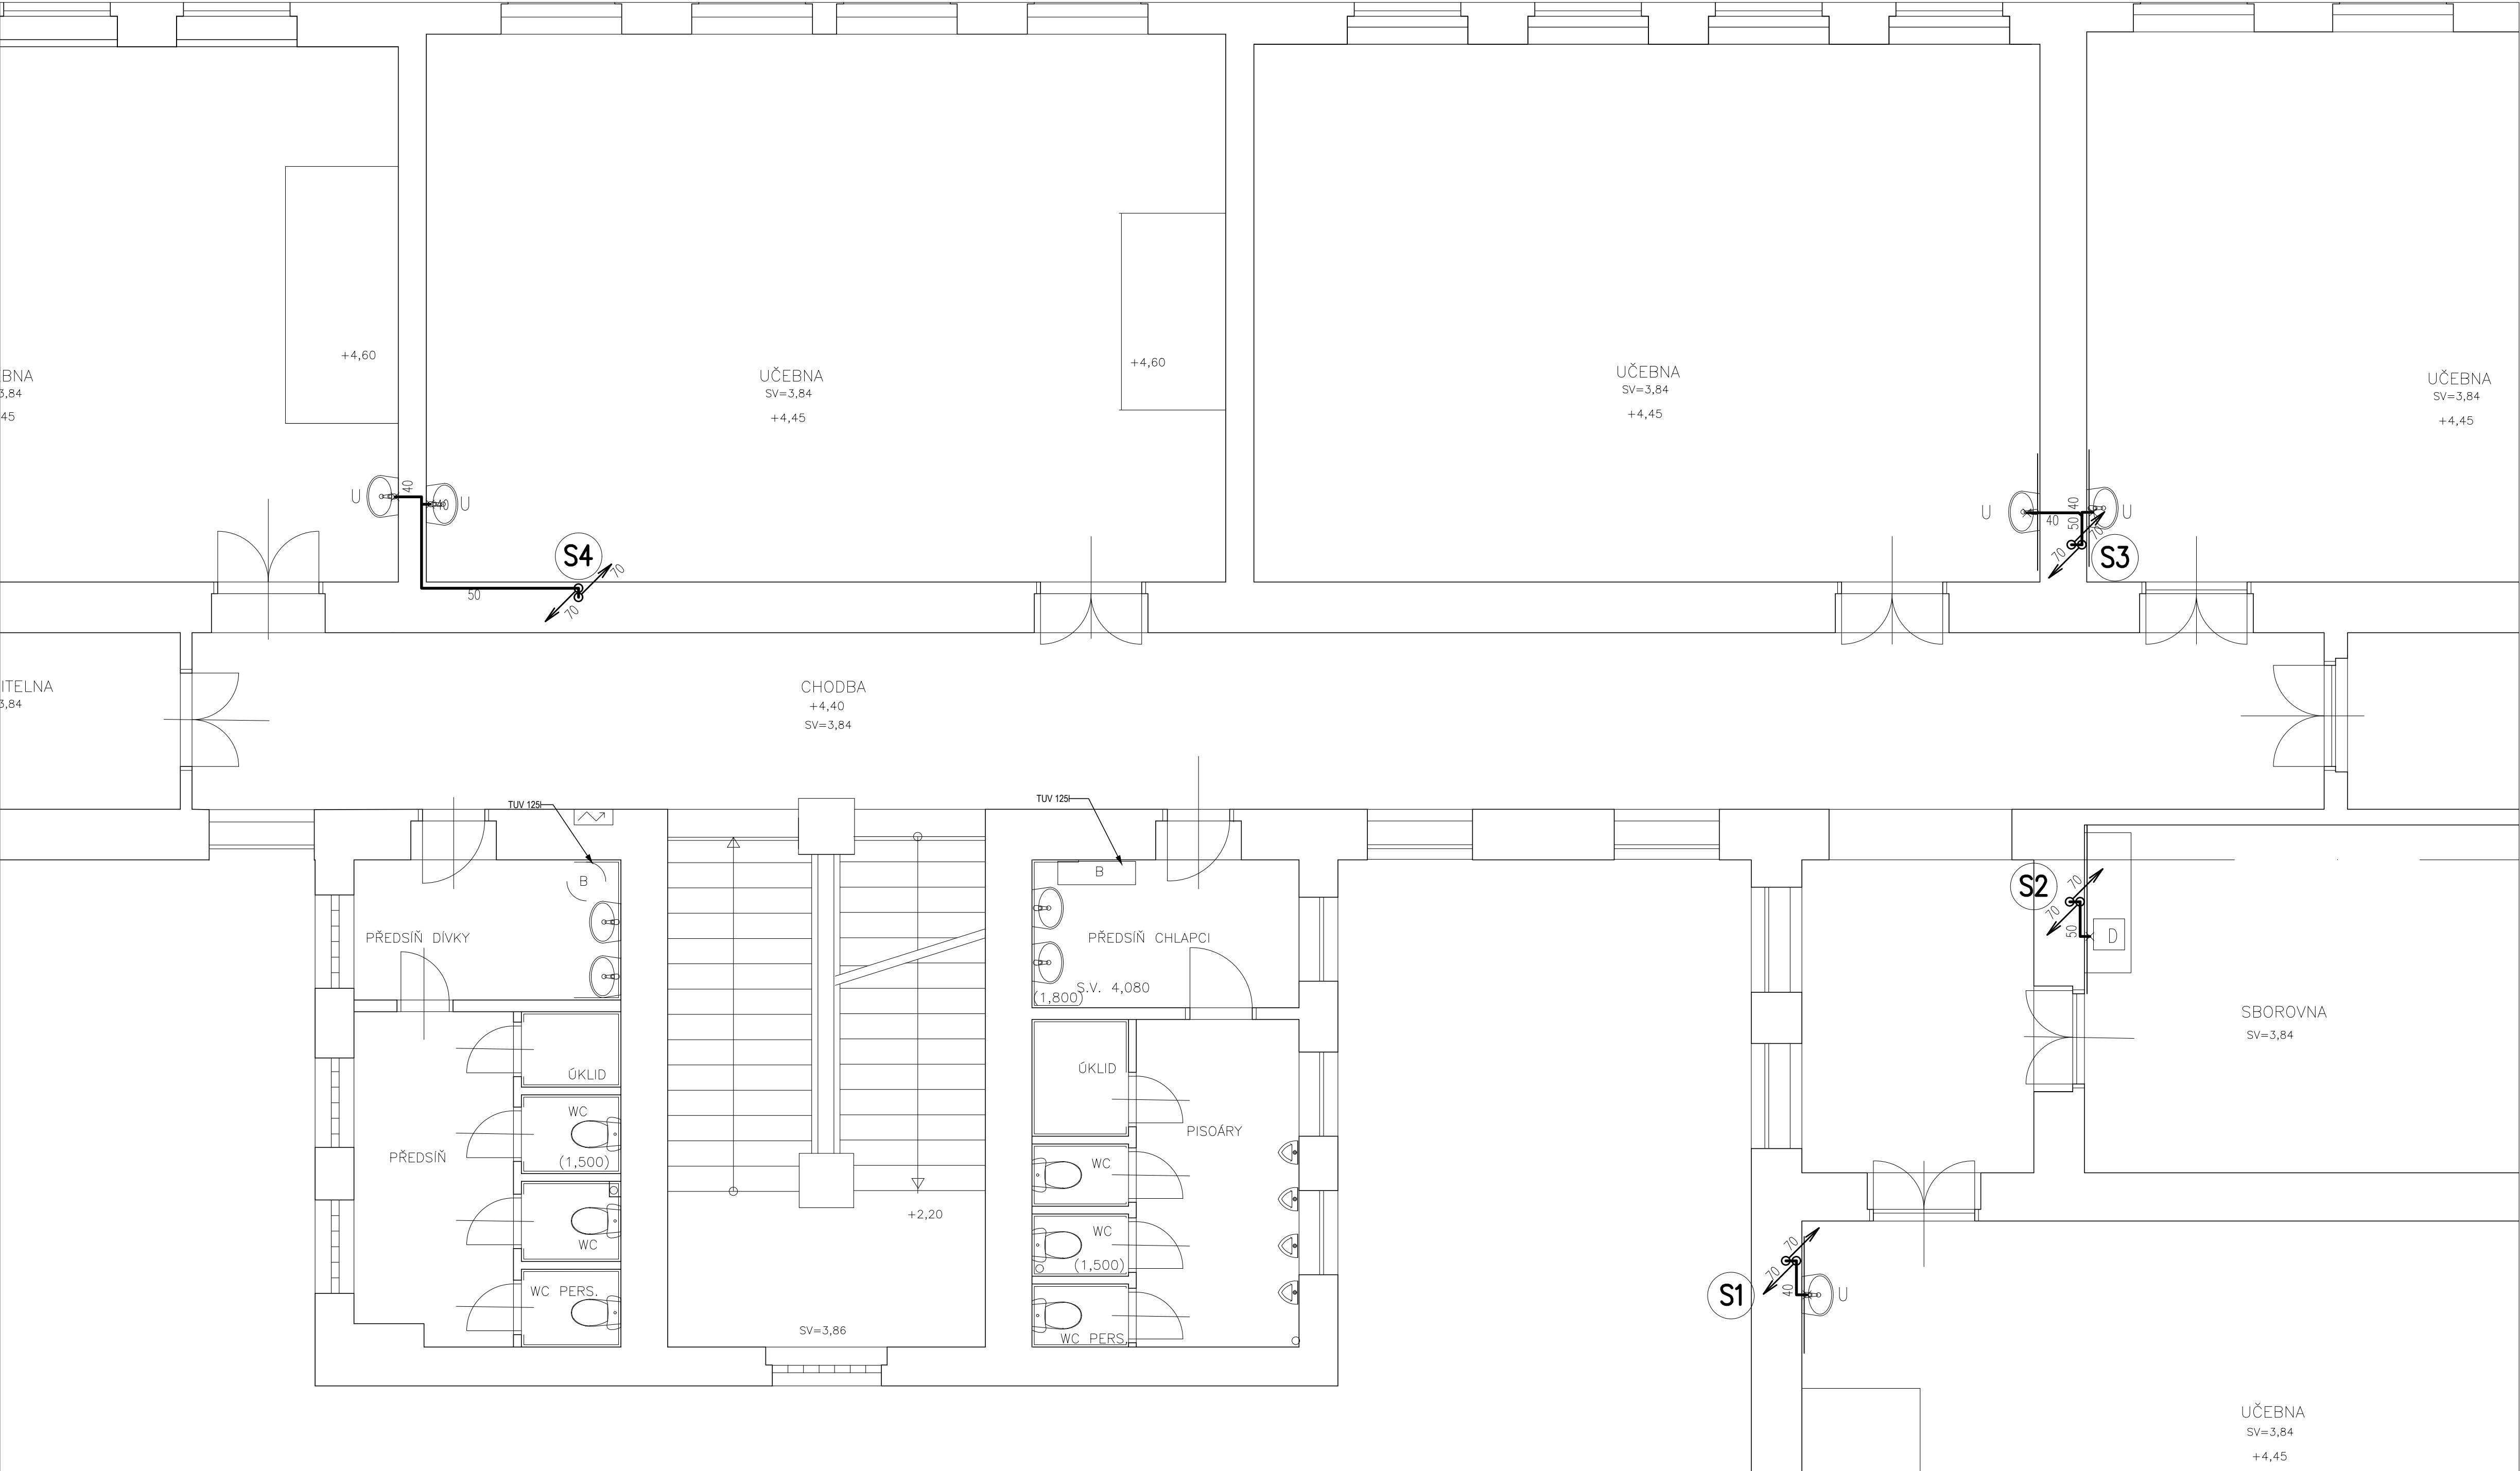 +4,60
BNA
3,84
45
UČEBNA
SV=3,84
+4,45
+4,60
UČEBNA
SV=3,84
+4,45
UČEBNA
SV=3,84
+4,45
U
40
40
U
S4
70
70
50
U
40
40
50
U
70
70
S3
ITELNA
3,84
CHODBA
+4,40
SV=3,84
TUV 125l
TUV 125l
B
B
PŘEDSÍŇ DÍVKY
PŘEDSÍŇ CHLAPCI
S.V. 4,080
(1,800)
S2
70
70
50
D
SBOROVNA
SV=3,84
ÚKLID
ÚKLID
WC
(1,500)
PŘEDSÍŇ
PISOÁRY
WC
WC
WC
(1,500)
+2,20
WC PERS.
WC PERS.
SV=3,86
S1
70
70
40
U
UČEBNA
SV=3,84
+4,45